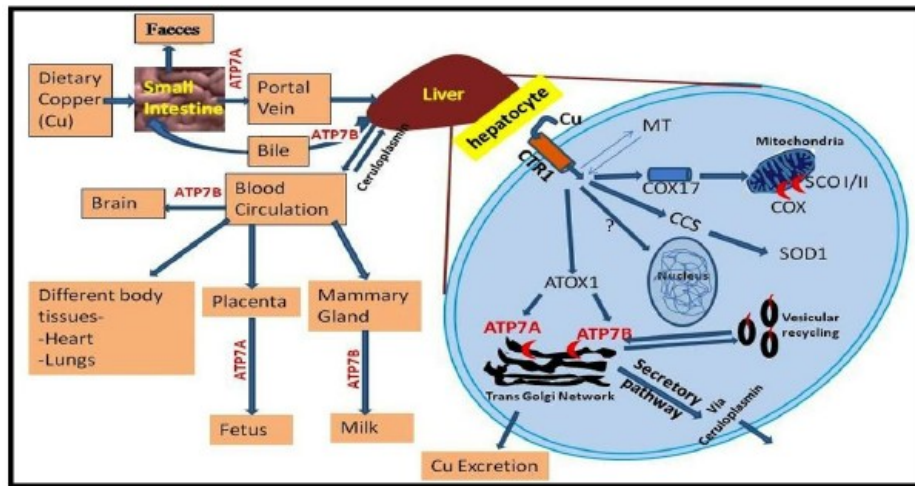 Faeces
Dietary
Copper
(Cu)
Small
Intestine
ATP7A
Portal
Vein
Liver
Bile
ATP7B
Ceruloplasmin
hepatocyte
Brain
ATP7B
Blood
Circulation
Different body
tissues-
-Heart
-Lungs
Placenta
Mammary
Gland
ATP7A
ATP7B
Fetus
Milk
Cu
CTR1
MT
Mitochondria
COX17
SCO I/II
COX
CCS
?
SOD1
Nucleus
ATOX1
ATP7A
ATP7B
Vesicular
recycling
Trans Golgi Network
Secretory
pathway
Via
Ceruloplasmin
Cu Excretion